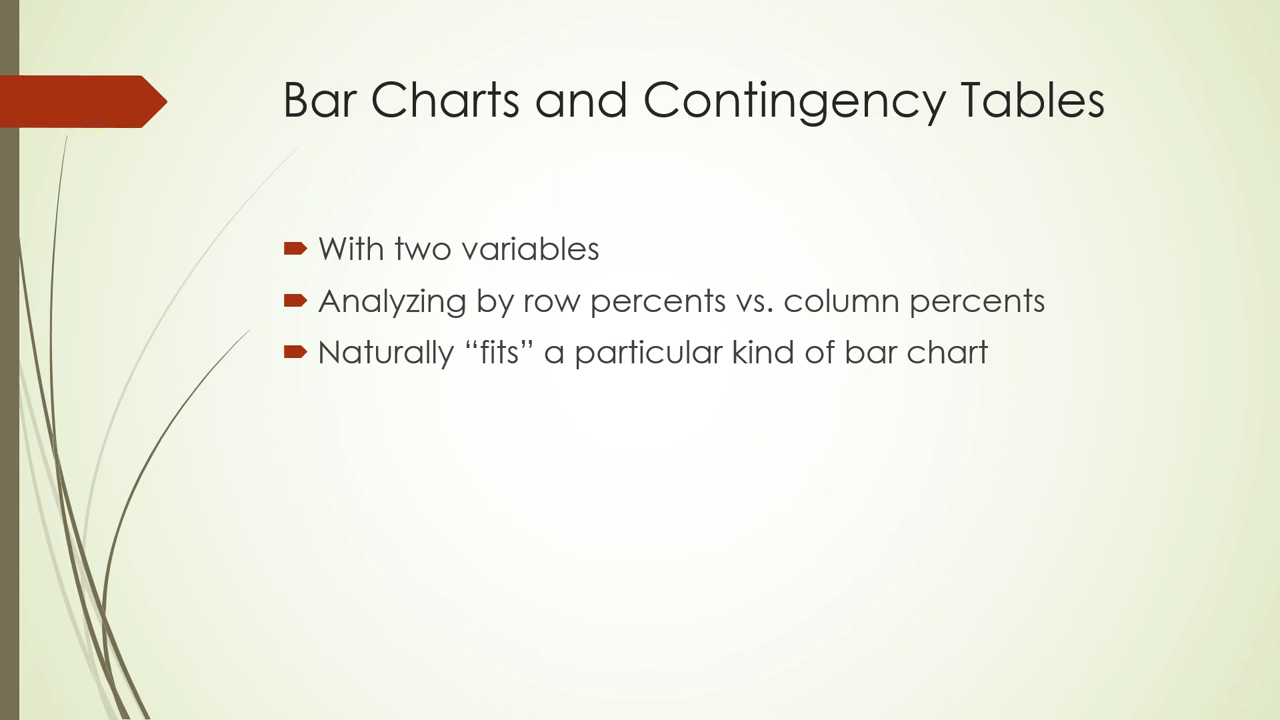 Bar Charts and Contingency Tables
With two variables
Analyzing by row percents vs. column percents
Naturally “fits” a particular kind of bar chart